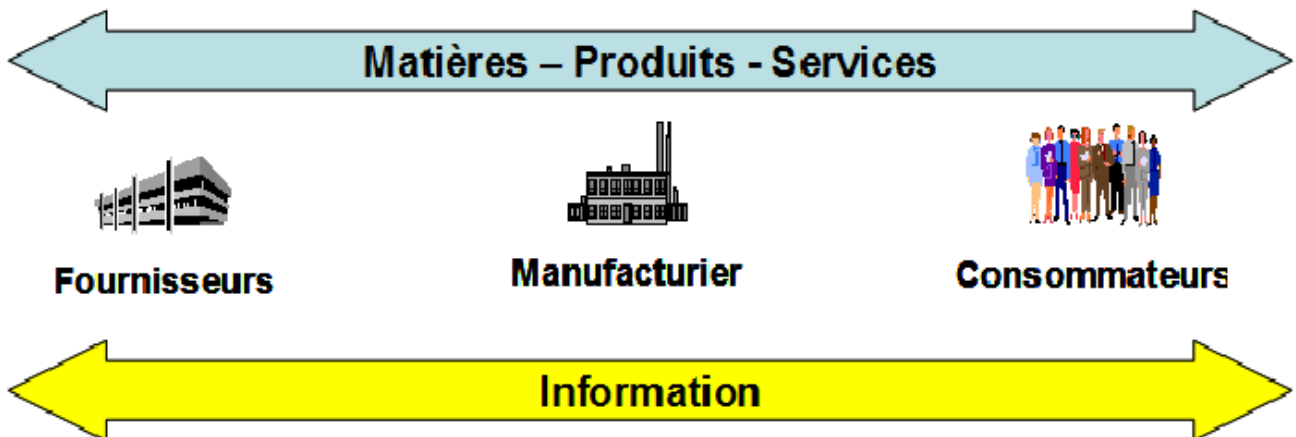 Matières – Produits - Services
Fournisseurs
Manufacturier
Consommateurs
Information